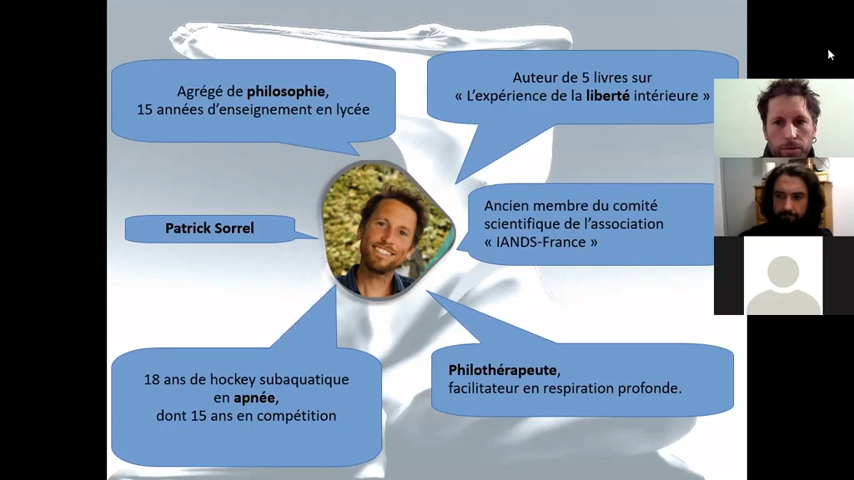 Agrégé de philosophie,
15 années d’enseignement en lycée
Auteur de 5 livres sur
« L’expérience de la liberté intérieure »
Patrick Sorrel
Ancien membre du comité
scientifique de l’association
« IANDS-France »
18 ans de hockey subaquatique
en apnée,
dont 15 ans en compétition
Philothérapeute,
facilitateur en respiration profonde.